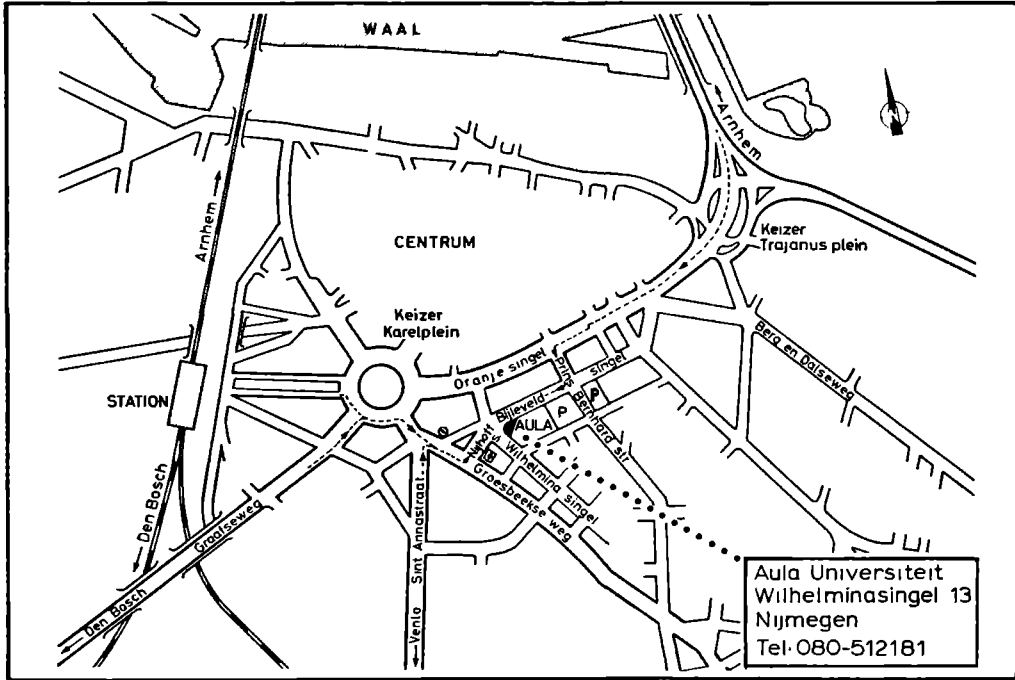 WAAL
Arnhem
Arnhem
CENTRUM
Keizer
Trajanus plein
Keizer
Karelplein
STATION
Oranje singel
Prins Bernhard str
singel
Bijleveld
P
P
AULA
Berg en Dalseweg
Wilhelmina singel
Groesbeekse weg
Graafseweg
Den Bosch
Den Bosch
Sint Annastraat
Venlo
Aula Universiteit
Wilhelminasingel 13
Nijmegen
Tel. 080-512181